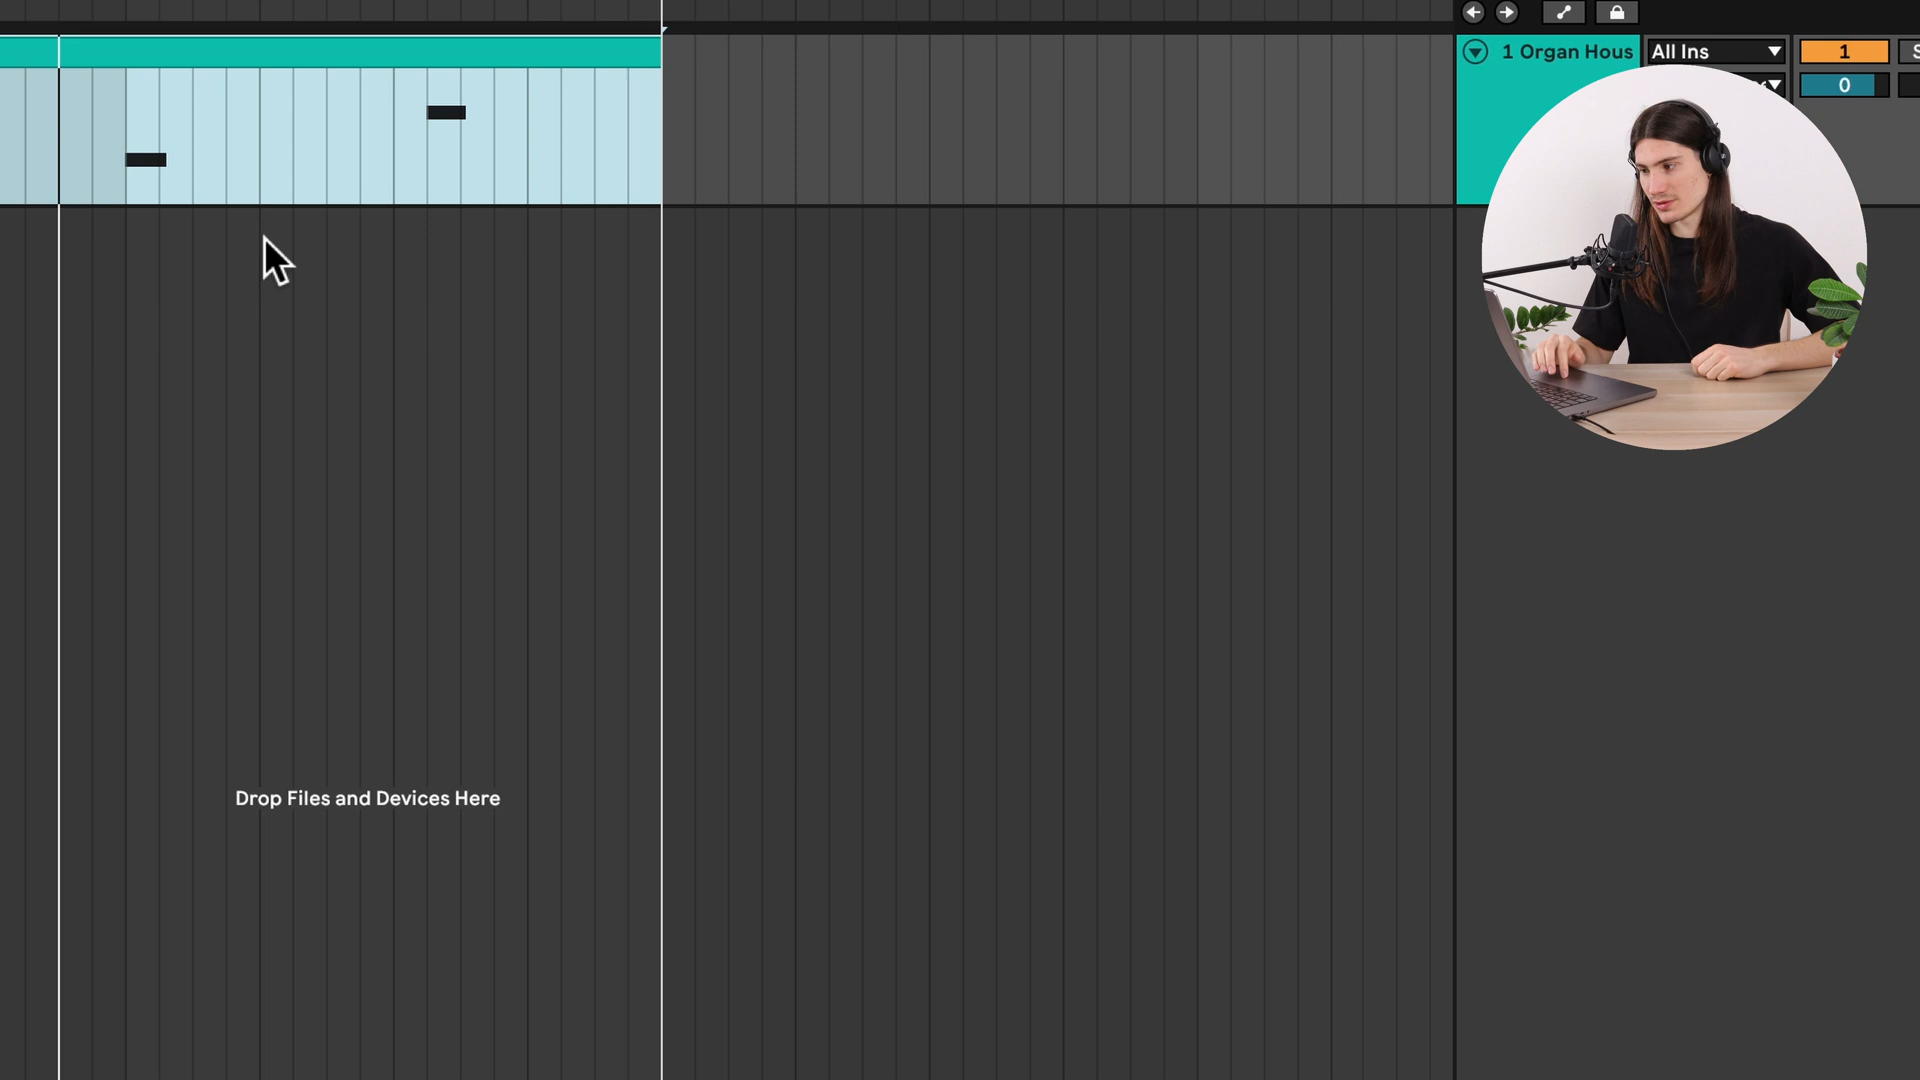 1 Organ Hous
All Ins
1
S
0
Drop Files and Devices Here